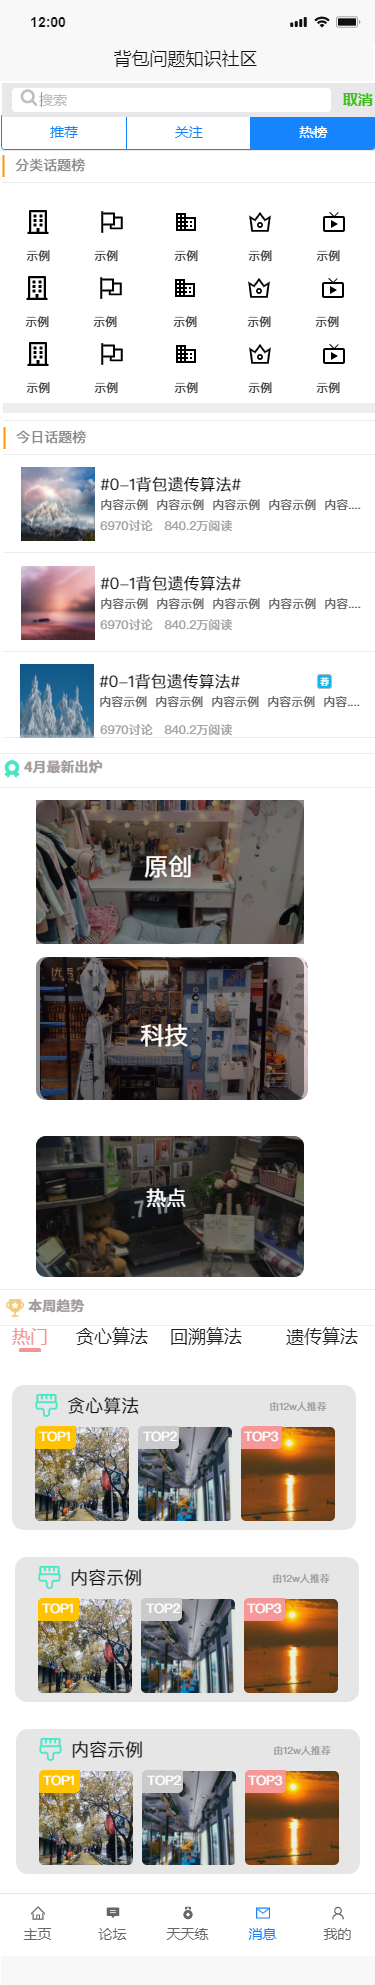 12:00
背包问题知识社区
搜索 取消
推荐 关注 热榜
分类话题榜
示例 示例 示例 示例 示例
示例 示例 示例 示例 示例
示例 示例 示例 示例 示例
今日话题榜
#0-1背包遗传算法#
内容示例 内容示例 内容示例 内容示例 内容....
6970讨论 840.2万阅读
#0-1背包遗传算法#
内容示例 内容示例 内容示例 内容示例 内容....
6970讨论 840.2万阅读
#0-1背包遗传算法# 荐
内容示例 内容示例 内容示例 内容示例 内容....
6970讨论 840.2万阅读
4月最新出炉
原创
科技
热点
本周趋势
热门 贪心算法 回溯算法 遗传算法
贪心算法 由12w人推荐
TOP1 TOP2 TOP3
内容示例 由12w人推荐
TOP1 TOP2 TOP3
内容示例 由12w人推荐
TOP1 TOP2 TOP3
主页 论坛 天天练 消息 我的